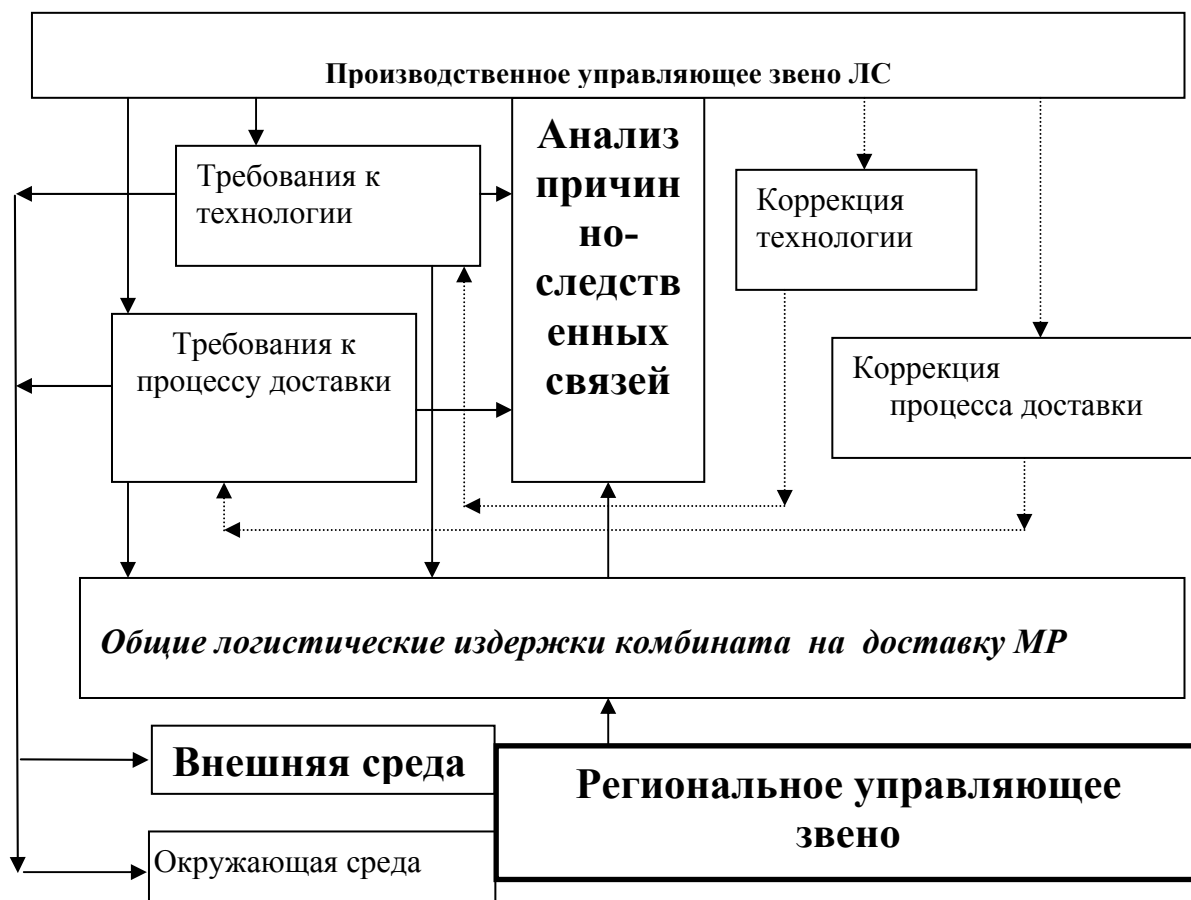 Производственное управляющее звено ЛС
Анализ
причин
но-
следств
енных
связей
Требования к
технологии
Коррекция
технологии
Требования к
процессу доставки
Коррекция
процесса доставки
Общие логистические издержки комбината на доставку МР
Внешняя среда
Региональное управляющее
звено
Окружающая среда